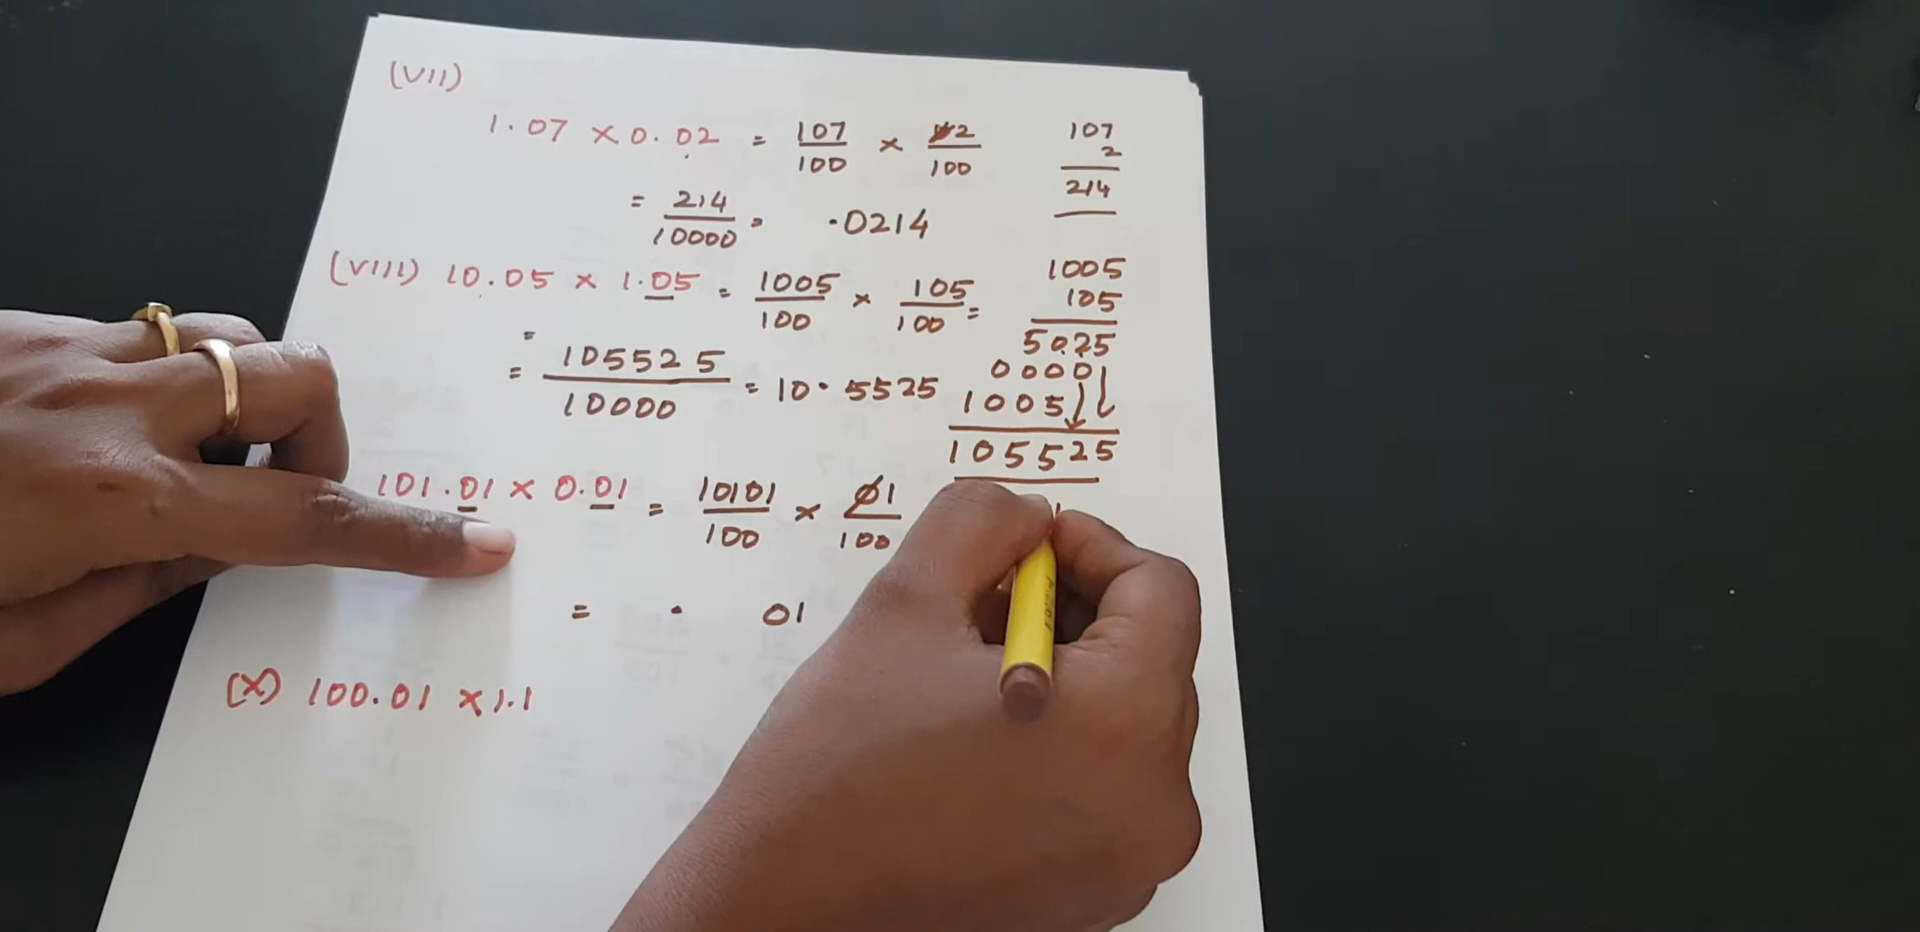 (VII)
1.07 × 0.02 = 107/100 × 2/100
107
2
214
= 214/10000 = .0214
(VIII) 10.05 × 1.05 = 1005/100 × 105/100 =
1005
105
5025
0000
1005
105525
= 105525/10000 = 10.5525
101.01 × 0.01 = 10101/100 × 01/100
= . 01
(X) 100.01 × 1.1